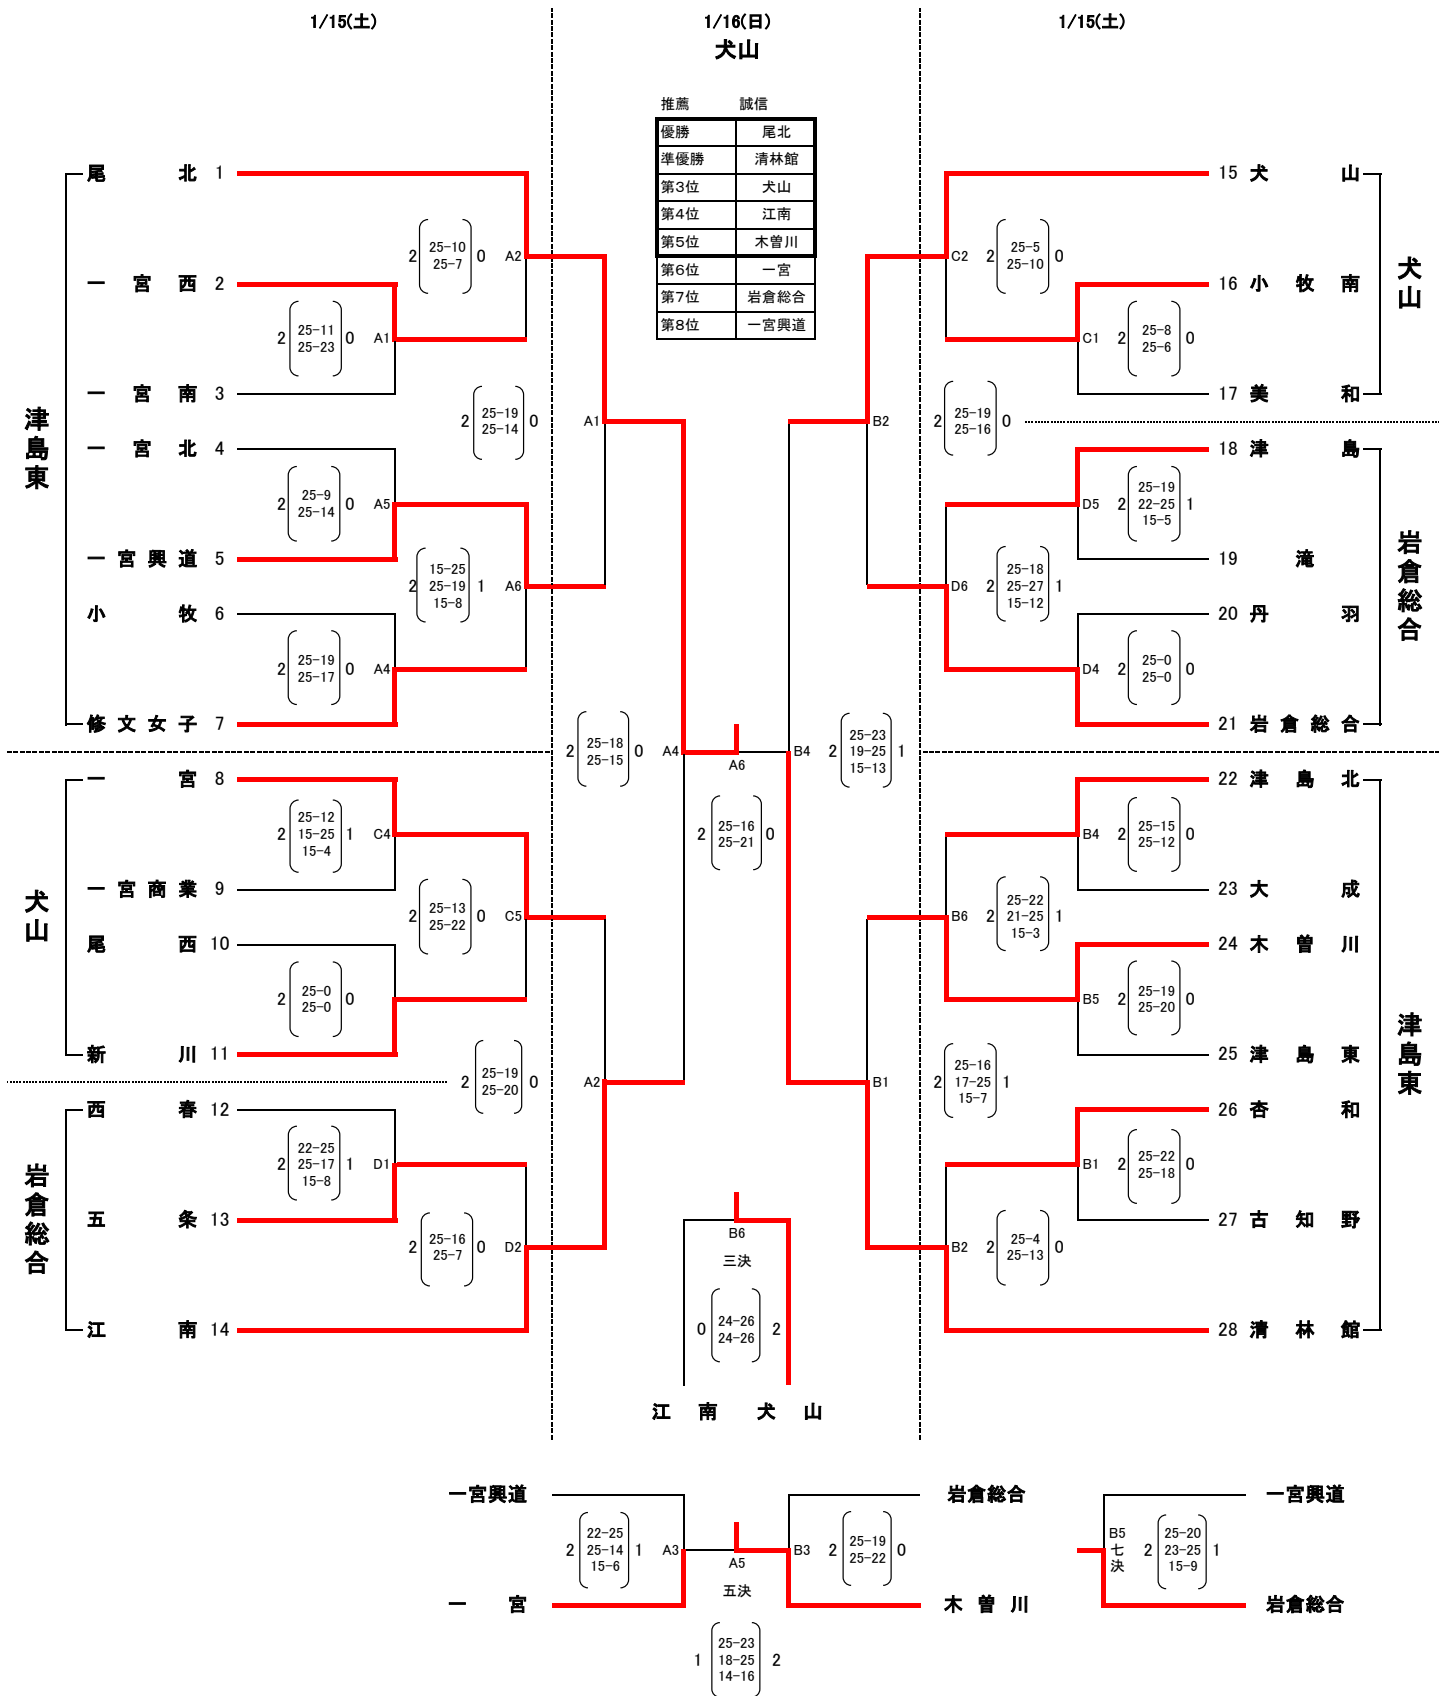 1/15(土)
1/16(日)
1/15(土)
犬山
推薦 誠信
優勝 尾北
準優勝 清林館
第3位 犬山
第4位 江南
第5位 木曽川
第6位 一宮
第7位 岩倉総合
第8位 一宮興道
津島東
尾北 1
2 25-10 0 A2
25-7
一宮西 2
2 25-11 0 A1
25-23
一宮南 3
2 25-19 0 A1
25-14
一宮北 4
2 25-9 0 A5
25-14
一宮興道 5
15-25
2 25-19 1 A6
15-8
小牧 6
2 25-19 0 A4
25-17
修文女子 7
2 25-18 0 A4
25-15
犬山
一宮 8
25-12
2 15-25 1 C4
15-4
一宮商業 9
2 25-13 0 C5
25-22
尾西 10
2 25-0 0
25-0
新川 11
2 25-19 0 A2
25-20
岩倉総合
西春 12
22-25
2 25-17 1 D1
15-8
五条 13
2 25-16 0 D2
25-7
江南 14
A6
2 25-16 0
25-21
B6
三決
0 24-26 2
24-26
江南 犬山
15 犬山
C2 2 25-5 0
25-10
16 小牧南
C1 2 25-8 0
25-6
17 美和
犬山
B2 2 25-19 0
25-16
18 津島
25-19
D5 2 22-25 1
15-5
19 滝
25-18
D6 2 25-27 1
15-12
20 丹羽
D4 2 25-0 0
25-0
21 岩倉総合
岩倉総合
25-23
B4 2 19-25 1
15-13
22 津島北
B4 2 25-15 0
25-12
23 大成
25-22
B6 2 21-25 1
15-3
24 木曽川
B5 2 25-19 0
25-20
25 津島東
25-16
B1 2 17-25 1
15-7
26 杏和
B1 2 25-22 0
25-18
27 古知野
B2 2 25-4 0
25-13
28 清林館
津島東
一宮興道
22-25
2 25-14 1 A3
15-6
一宮
A5
五決
25-23
1 18-25 2
14-16
岩倉総合
B3 2 25-19 0
25-22
木曽川
一宮興道
B5
七決
25-20
2 23-25 1
15-9
岩倉総合